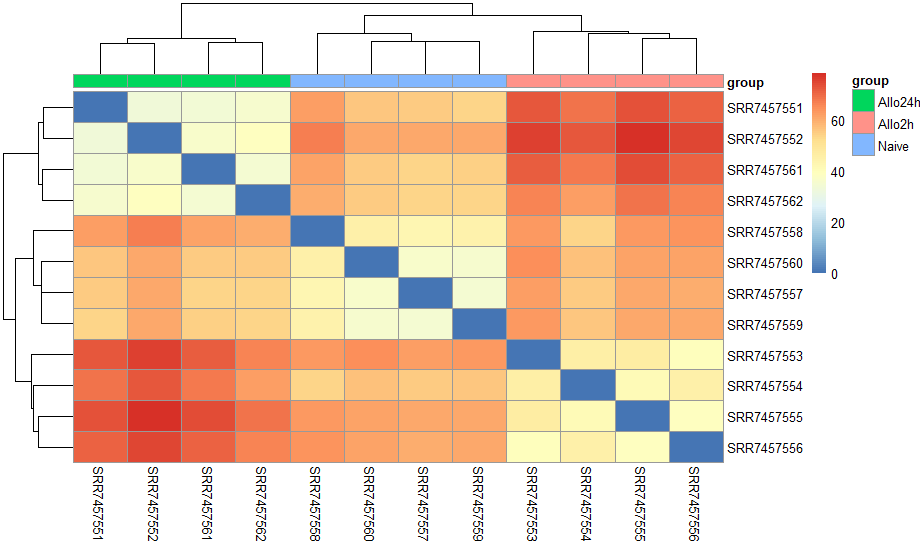 group
SRR7457551
SRR7457552
SRR7457561
SRR7457562
SRR7457558
SRR7457560
SRR7457557
SRR7457559
SRR7457553
SRR7457554
SRR7457555
SRR7457556
60
40
20
0
group
Allo24h
Allo2h
Naive
SRR7457551
SRR7457552
SRR7457561
SRR7457562
SRR7457558
SRR7457560
SRR7457557
SRR7457559
SRR7457553
SRR7457554
SRR7457555
SRR7457556